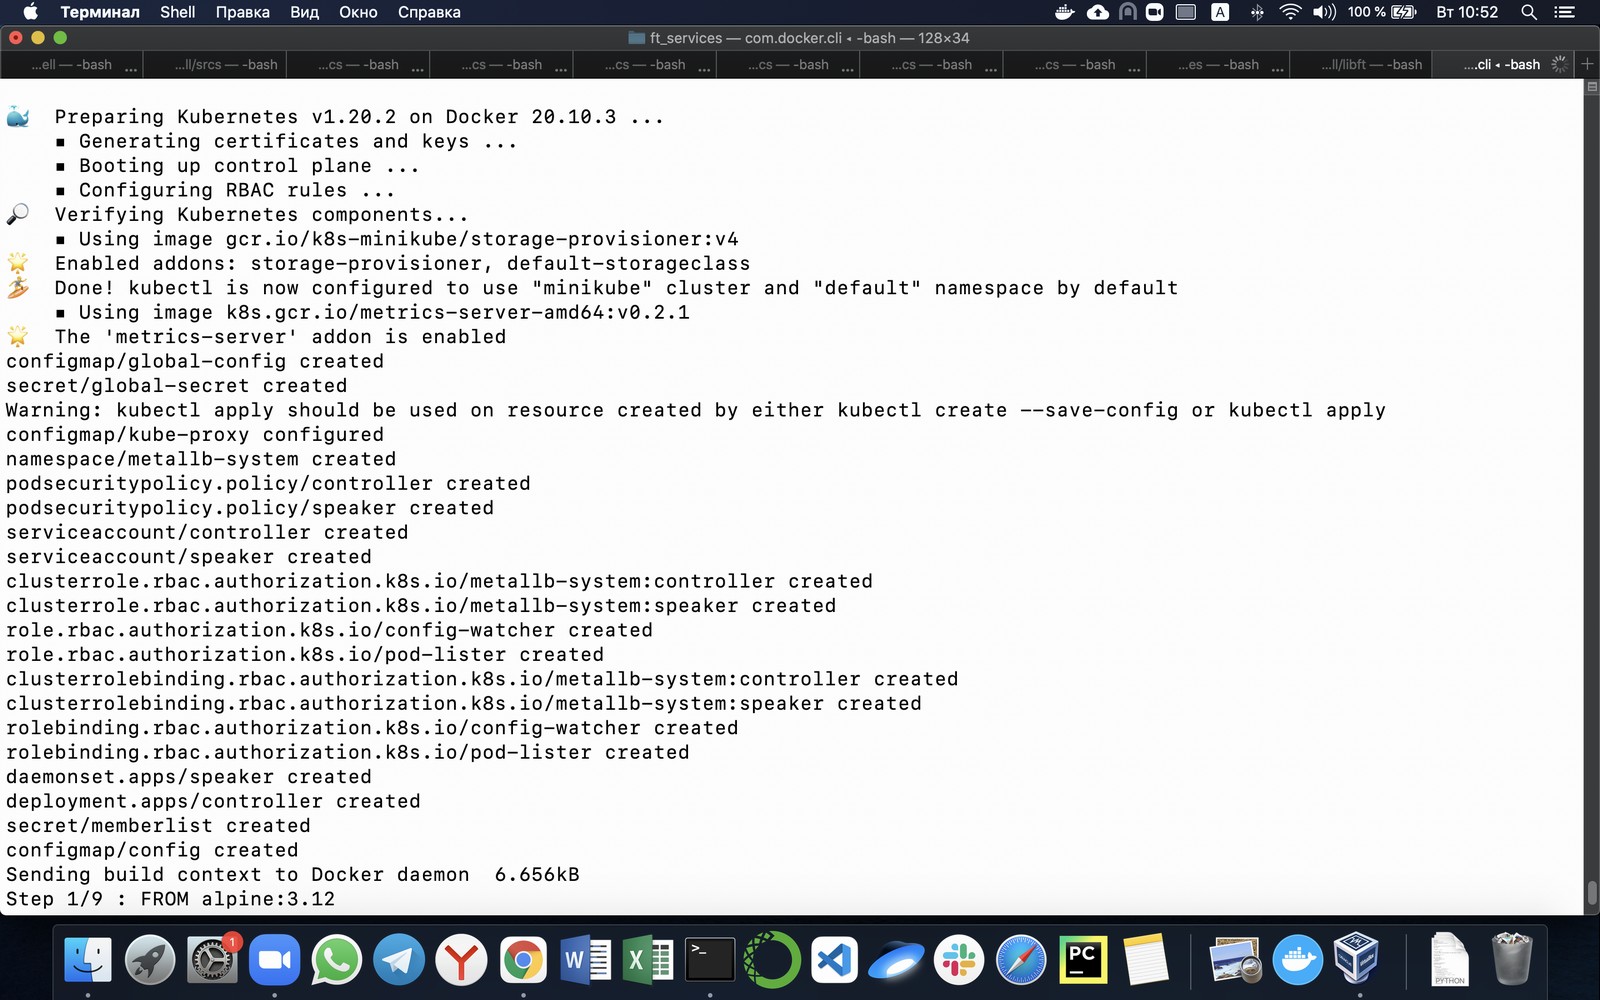 Терминал Shell Правка Вид Окно Справка A 100 % Вт 10:52
ft_services — com.docker.cli ◂ -bash — 128×34
...ell — -bash ... ...ll/srcs — -bash ...cs — -bash ... ...cs — -bash ... ...cs — -bash ... ...cs — -bash ... ...cs — -bash ... ...cs — -bash ... ...es — -bash ... ...ll/libft — -bash ....cli ◂ -bash +
Preparing Kubernetes v1.20.2 on Docker 20.10.3 ...
▪ Generating certificates and keys ...
▪ Booting up control plane ...
▪ Configuring RBAC rules ...
Verifying Kubernetes components...
▪ Using image gcr.io/k8s-minikube/storage-provisioner:v4
Enabled addons: storage-provisioner, default-storageclass
Done! kubectl is now configured to use "minikube" cluster and "default" namespace by default
▪ Using image k8s.gcr.io/metrics-server-amd64:v0.2.1
The 'metrics-server' addon is enabled
configmap/global-config created
secret/global-secret created
Warning: kubectl apply should be used on resource created by either kubectl create --save-config or kubectl apply
configmap/kube-proxy configured
namespace/metallb-system created
podsecuritypolicy.policy/controller created
podsecuritypolicy.policy/speaker created
serviceaccount/controller created
serviceaccount/speaker created
clusterrole.rbac.authorization.k8s.io/metallb-system:controller created
clusterrole.rbac.authorization.k8s.io/metallb-system:speaker created
role.rbac.authorization.k8s.io/config-watcher created
role.rbac.authorization.k8s.io/pod-lister created
clusterrolebinding.rbac.authorization.k8s.io/metallb-system:controller created
clusterrolebinding.rbac.authorization.k8s.io/metallb-system:speaker created
rolebinding.rbac.authorization.k8s.io/config-watcher created
rolebinding.rbac.authorization.k8s.io/pod-lister created
daemonset.apps/speaker created
deployment.apps/controller created
secret/memberlist created
configmap/config created
Sending build context to Docker daemon 6.656kB
Step 1/9 : FROM alpine:3.12
1 W X >_ PC PYTHON